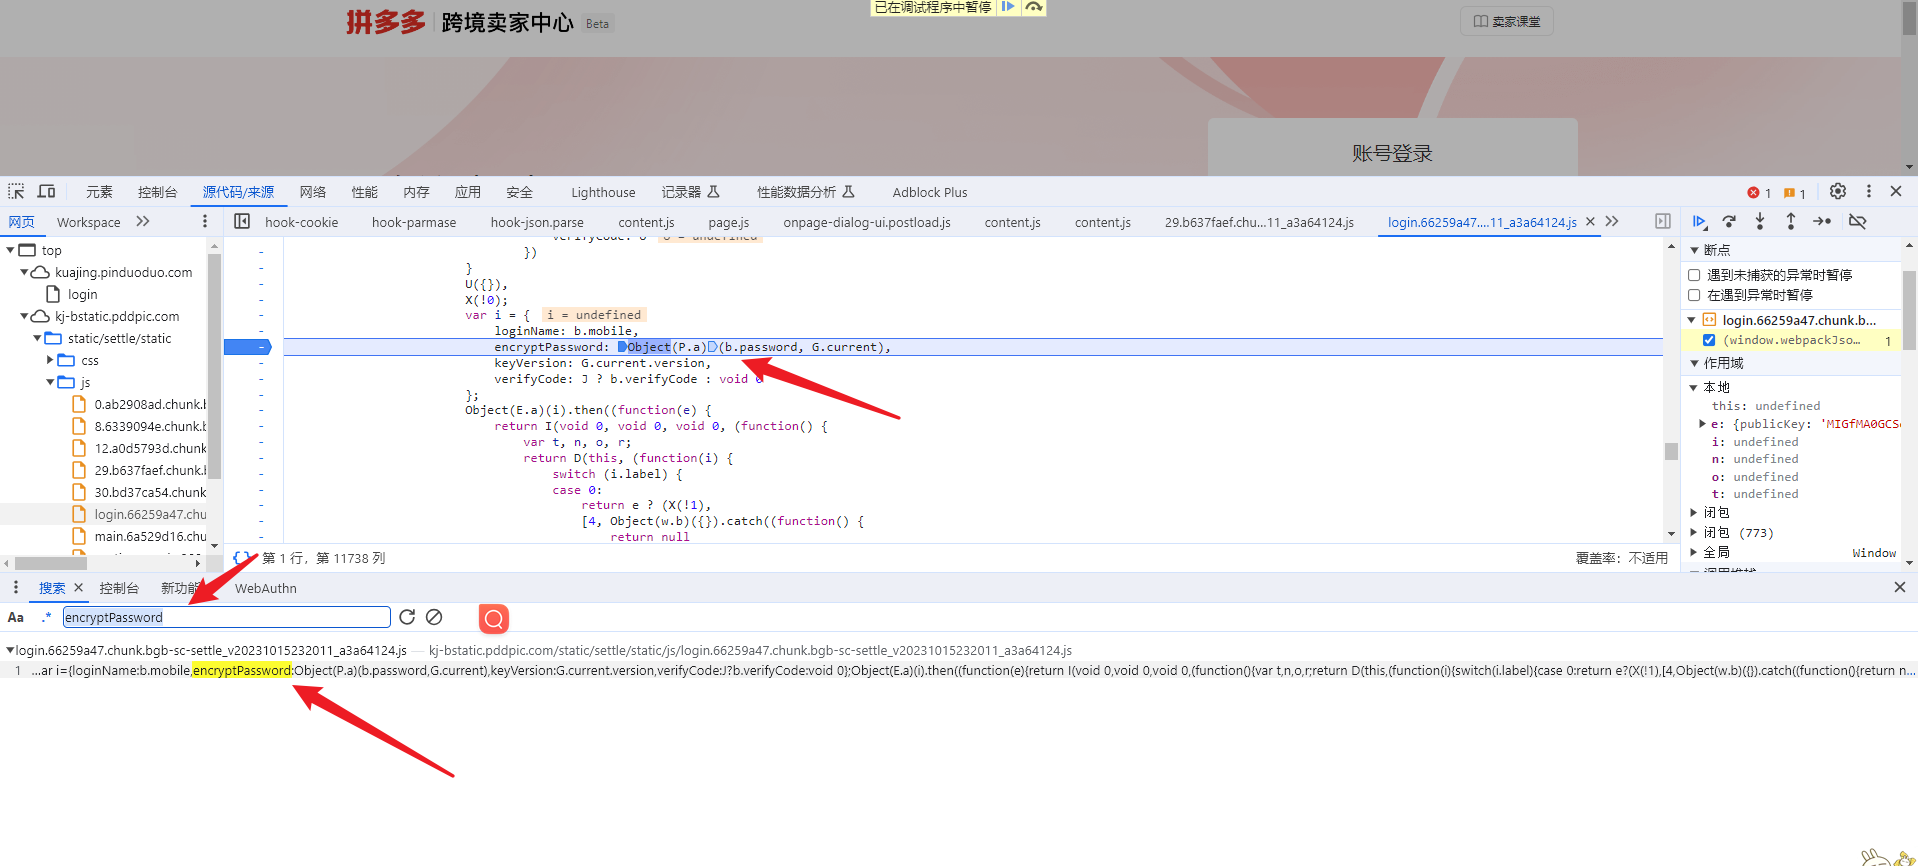 已在调试程序中暂停
拼多多 跨境卖家中心 Beta
卖家课堂
账号登录
元素 控制台 源代码/来源 网络 性能 内存 应用 安全 Lighthouse 记录器 性能数据分析 Adblock Plus 1 1
网页 Workspace hook-cookie hook-parmase hook-json.parse content.js page.js onpage-dialog-ui.postload.js content.js content.js 29.b637faef.chu...11_a3a64124.js login.66259a47....11_a3a64124.js
top
kuajing.pinduoduo.com
login
kj-bstatic.pddpic.com
static/settle/static
css
js
0.ab2908ad.chunk.b
8.6339094e.chunk.b
12.a0d5793d.chunk.
29.b637faef.chunk.b
30.bd37ca54.chunk
login.66259a47.chu
main.6a529d16.chu
})
}
U({}),
X(!0);
var i = { i = undefined
loginName: b.mobile,
encryptPassword: Object(P.a)(b.password, G.current),
keyVersion: G.current.version,
verifyCode: J ? b.verifyCode : void 0
};
Object(E.a)(i).then((function(e) {
return I(void 0, void 0, void 0, (function() {
var t, n, o, r;
return D(this, (function(i) {
switch (i.label) {
case 0:
return e ? (X(!1),
[4, Object(w.b)({}).catch((function() {
return null
{} 第 1 行，第 11738 列 覆盖率：不适用
断点
遇到未捕获的异常时暂停
在遇到异常时暂停
login.66259a47.chunk.b...
(window.webpackJso... 1
作用域
本地
this: undefined
e: {publicKey: 'MIGfMA0GCS
i: undefined
n: undefined
o: undefined
t: undefined
闭包
闭包 (773)
全局 Window
搜索 控制台 新功能 WebAuthn
Aa .* encryptPassword
login.66259a47.chunk.bgb-sc-settle_v20231015232011_a3a64124.js — kj-bstatic.pddpic.com/static/settle/static/js/login.66259a47.chunk.bgb-sc-settle_v20231015232011_a3a64124.js
1 ...ar i={loginName:b.mobile,encryptPassword:Object(P.a)(b.password,G.current),keyVersion:G.current.version,verifyCode:J?b.verifyCode:void 0};Object(E.a)(i).then((function(e){return I(void 0,void 0,void 0,(function(){var t,n,o,r;return D(this,(function(i){switch(i.label){case 0:return e?(X(!1),[4,Object(w.b)({}).catch((function(){return n...